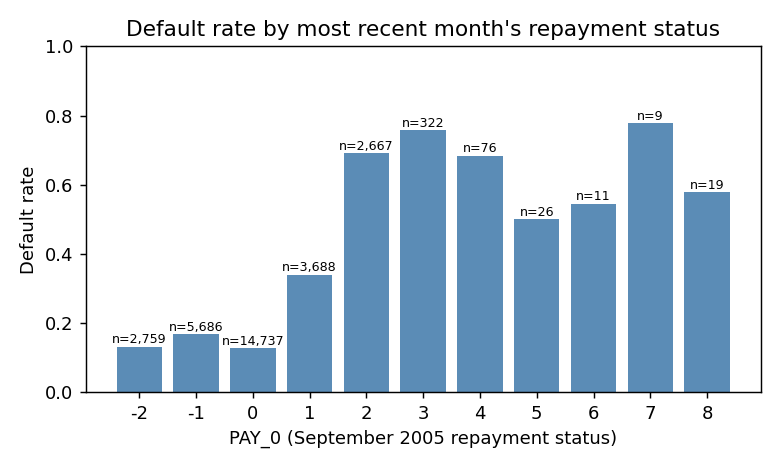 Default rate by most recent month's repayment status
1.0
0.8
0.6
0.4
0.2
0.0
Default rate
n=2,759
n=5,686
n=14,737
n=3,688
n=2,667
n=322
n=76
n=26
n=11
n=9
n=19
-2 -1 0 1 2 3 4 5 6 7 8
PAY_0 (September 2005 repayment status)